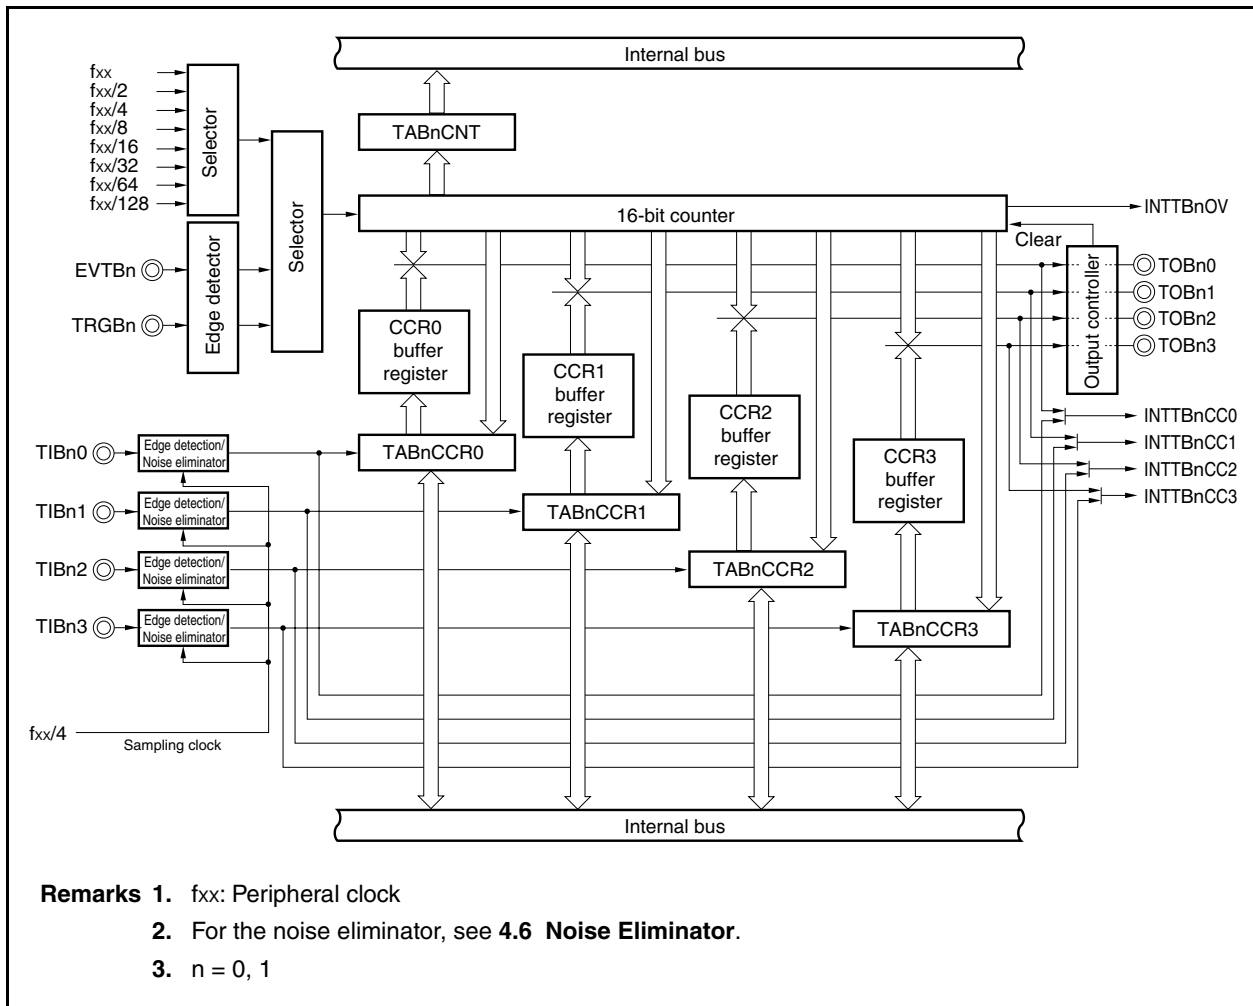 Internal bus
fxx
fxx/2
fxx/4
fxx/8
fxx/16
fxx/32
fxx/64
fxx/128
Selector
Selector
TABnCNT
16-bit counter
INTTBnOV
Clear
EVTBn
TRGBn
Edge detector
CCR0
buffer
register
CCR1
buffer
register
CCR2
buffer
register
CCR3
buffer
register
Output controller
TOBn0
TOBn1
TOBn2
TOBn3
INTTBnCC0
INTTBnCC1
INTTBnCC2
INTTBnCC3
TIBn0
Edge detection/
Noise eliminator
TABnCCR0
TIBn1
Edge detection/
Noise eliminator
TABnCCR1
TIBn2
Edge detection/
Noise eliminator
TABnCCR2
TIBn3
Edge detection/
Noise eliminator
TABnCCR3
fxx/4
Sampling clock
Internal bus
Remarks 1. fxx: Peripheral clock
2. For the noise eliminator, see 4.6 Noise Eliminator.
3. n = 0, 1